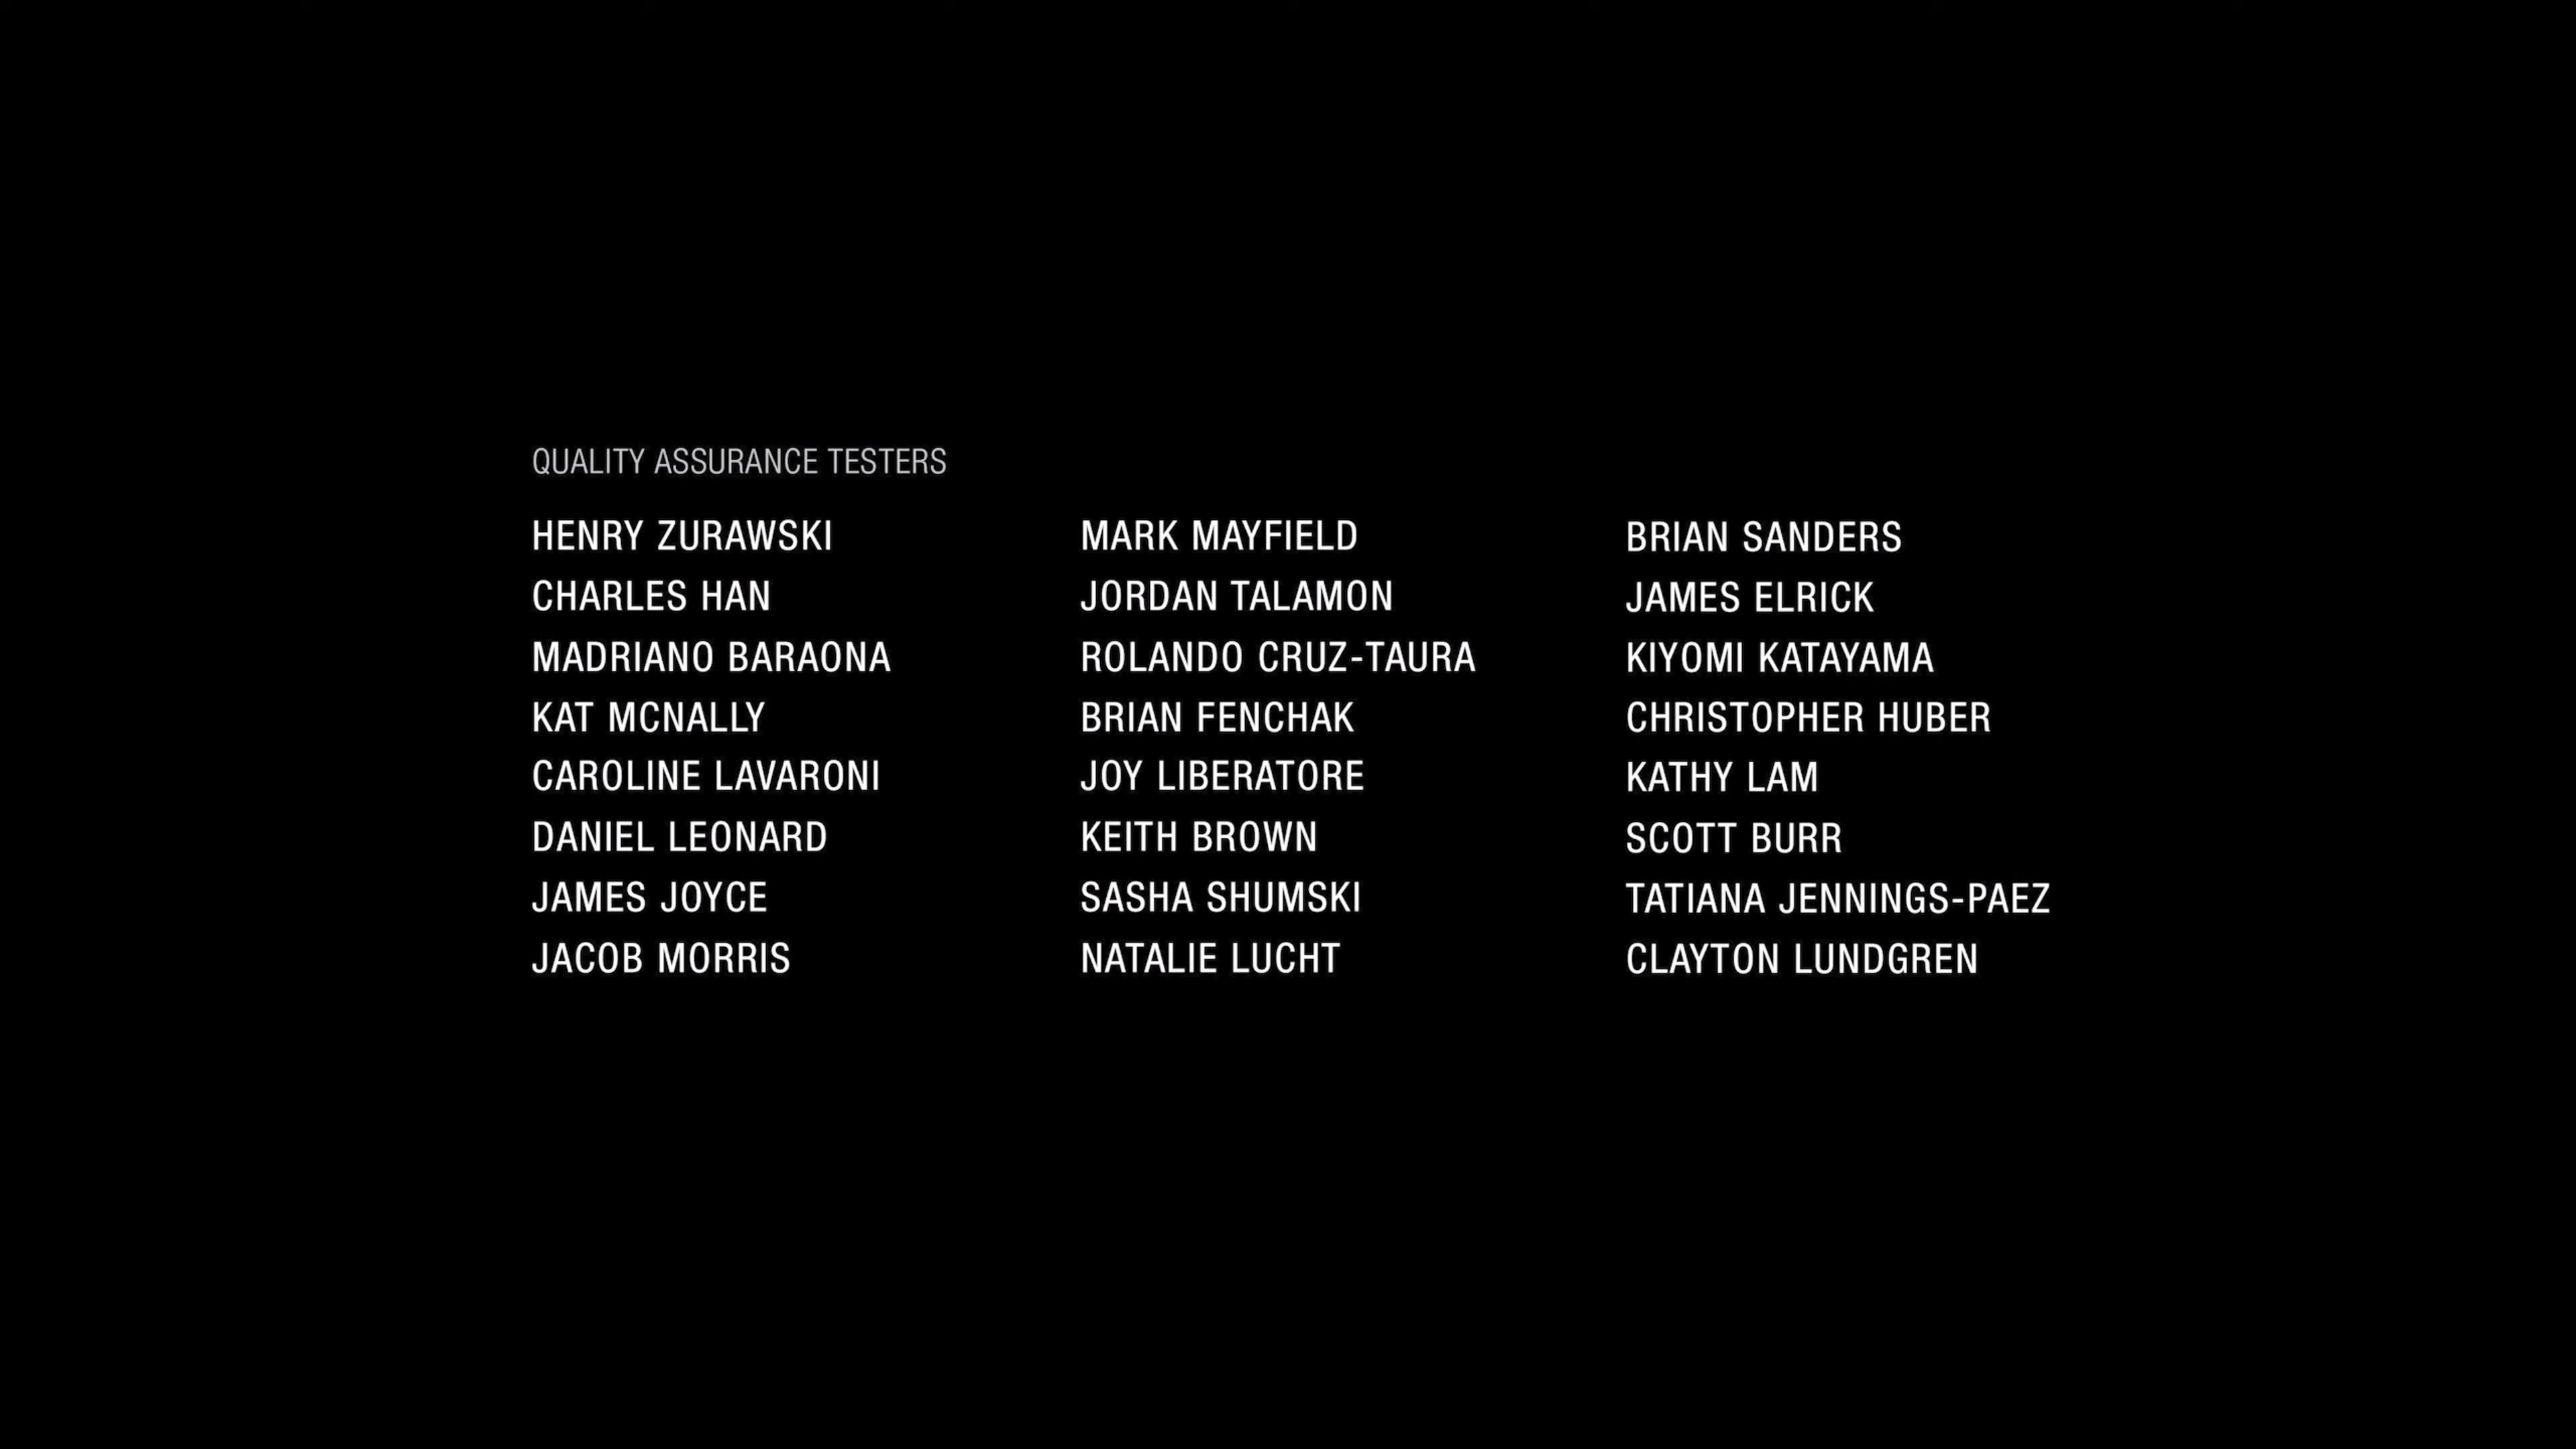 QUALITY ASSURANCE TESTERS
HENRY ZURAWSKI
CHARLES HAN
MADRIANO BARAONA
KAT MCNALLY
CAROLINE LAVARONI
DANIEL LEONARD
JAMES JOYCE
JACOB MORRIS
MARK MAYFIELD
JORDAN TALAMON
ROLANDO CRUZ-TAURA
BRIAN FENCHAK
JOY LIBERATORE
KEITH BROWN
SASHA SHUMSKI
NATALIE LUCHT
BRIAN SANDERS
JAMES ELRICK
KIYOMI KATAYAMA
CHRISTOPHER HUBER
KATHY LAM
SCOTT BURR
TATIANA JENNINGS-PAEZ
CLAYTON LUNDGREN